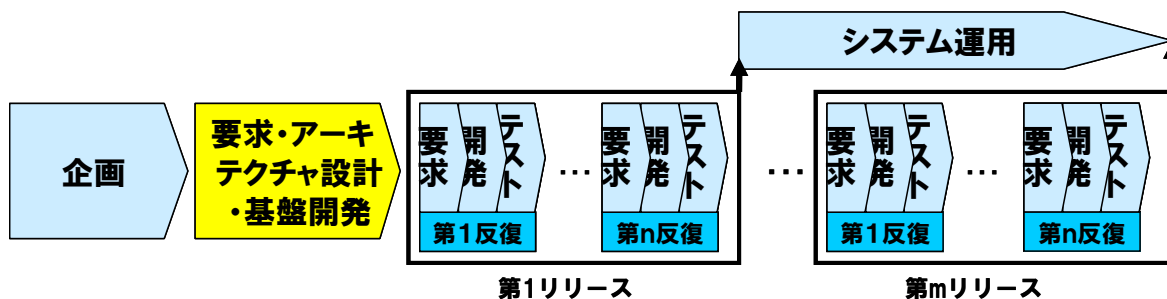 システム運用
企画
要求・アーキ
テクチャ設計
・基盤開発
要求
開発
テスト
…
要求
開発
テスト
…
要求
開発
テスト
…
要求
開発
テスト
第1反復
第n反復
第1反復
第n反復
第1リリース
第mリリース